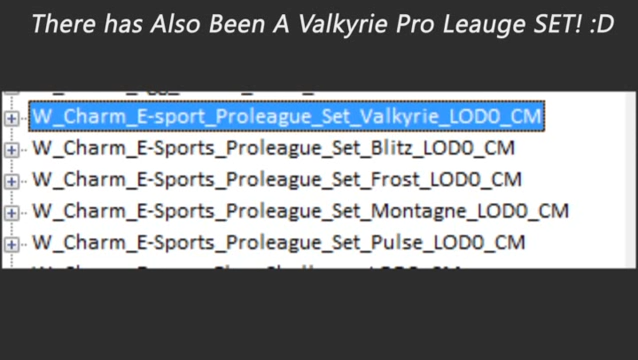 There has Also Been A Valkyrie Pro Leauge SET! :D
W_Charm_E-sport_Proleague_Set_Valkyrie_LOD0_CM
W_Charm_E-Sports_Proleague_Set_Blitz_LOD0_CM
W_Charm_E-Sports_Proleague_Set_Frost_LOD0_CM
W_Charm_E-Sports_Proleague_Set_Montagne_LOD0_CM
W_Charm_E-Sports_Proleague_Set_Pulse_LOD0_CM